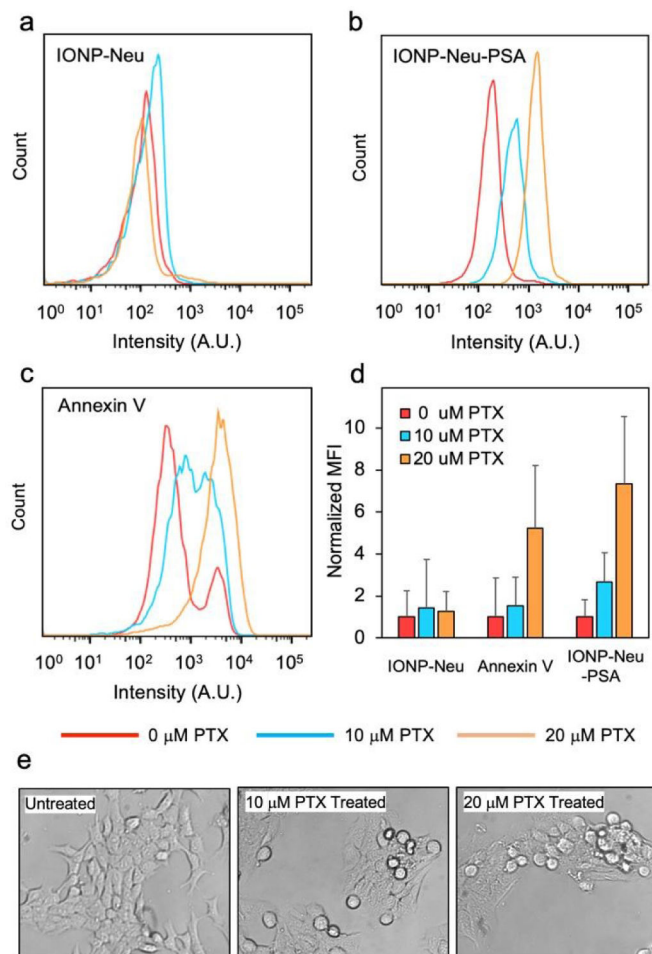 a
IONP-Neu
Count
10⁰ 10¹ 10² 10³ 10⁴ 10⁵
Intensity (A.U.)
b
IONP-Neu-PSA
Count
10⁰ 10¹ 10² 10³ 10⁴ 10⁵
Intensity (A.U.)
c
Annexin V
Count
10⁰ 10¹ 10² 10³ 10⁴ 10⁵
Intensity (A.U.)
d
0 uM PTX
10 uM PTX
20 uM PTX
Normalized MFI
10
8
6
4
2
0
IONP-Neu Annexin V IONP-Neu
-PSA
0 μM PTX 10 μM PTX 20 μM PTX
e
Untreated
10 μM PTX Treated
20 μM PTX Treated